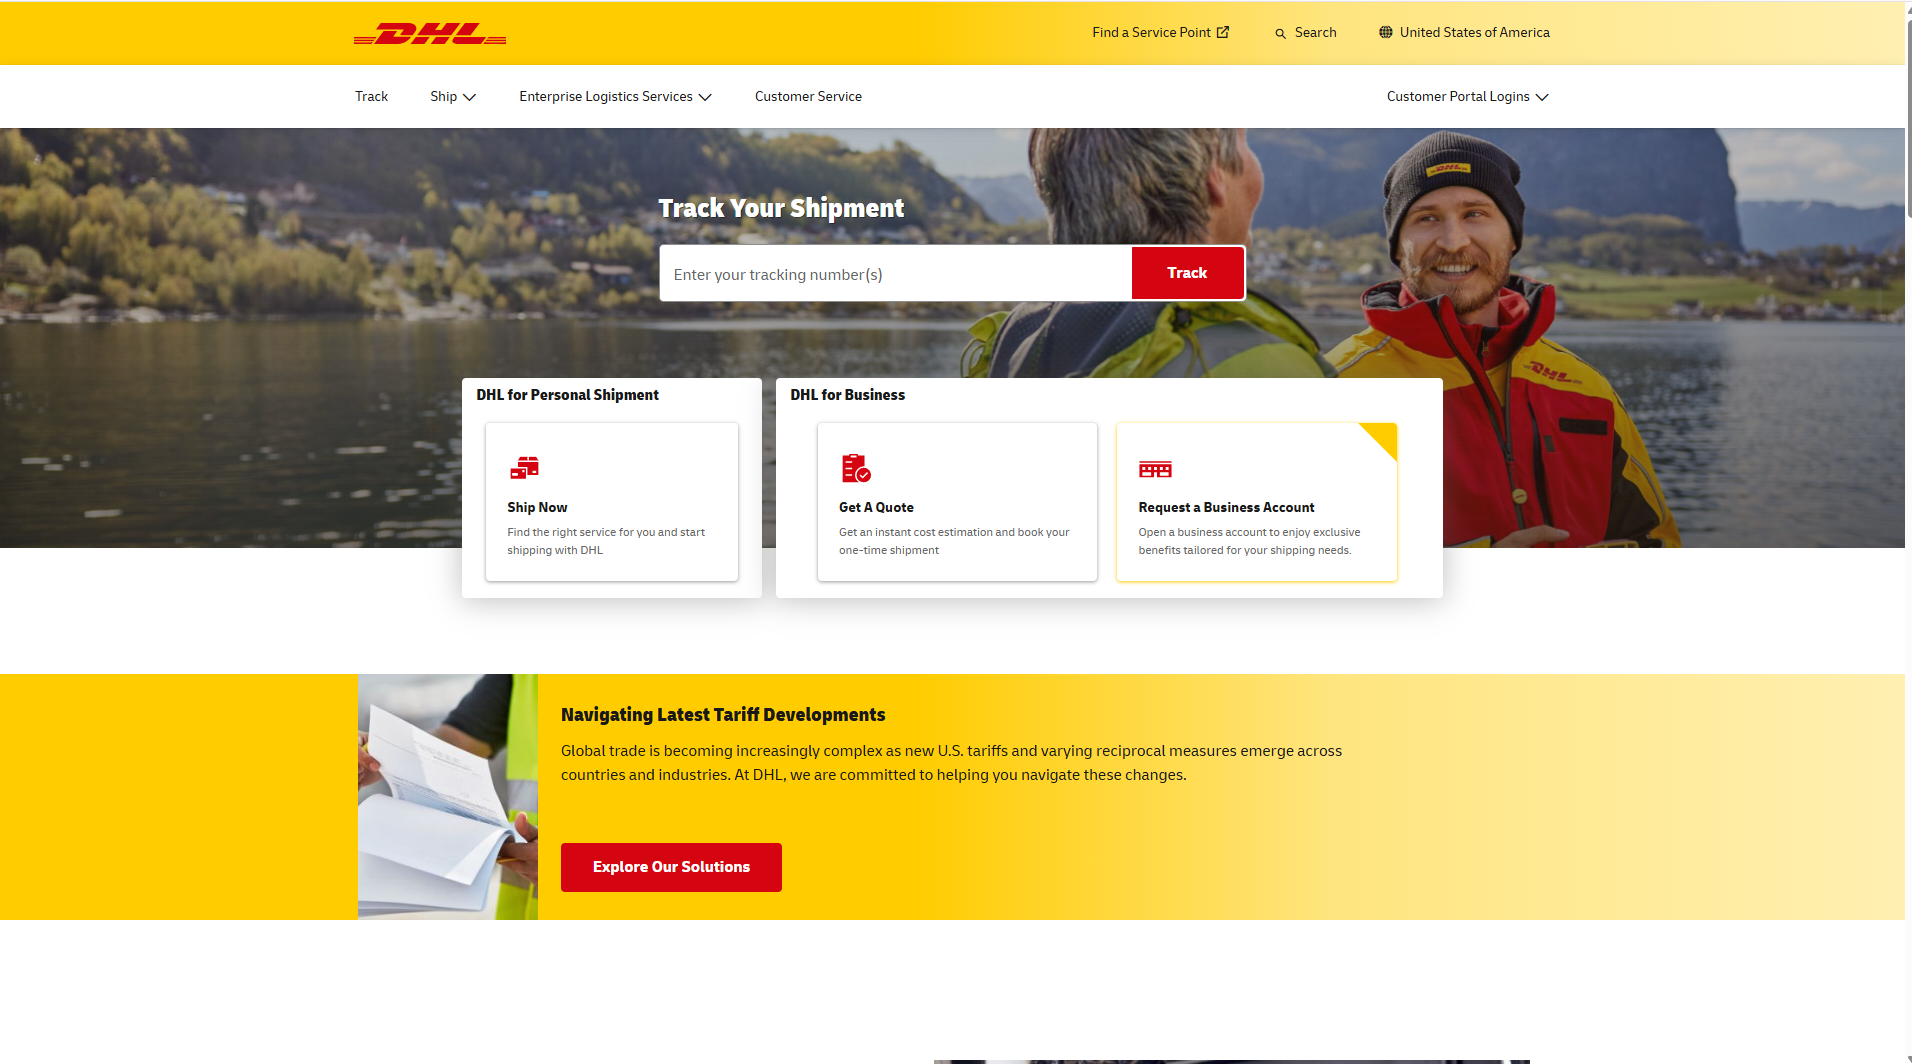 DHL
Find a Service Point
Search
United States of America
Track
Ship
Enterprise Logistics Services
Customer Service
Customer Portal Logins
DHL
Track Your Shipment
Enter your tracking number(s)
Track
DHL
DHL for Personal Shipment
Ship Now
Find the right service for you and start
shipping with DHL
DHL for Business
Get A Quote
Get an instant cost estimation and book your
one-time shipment
Request a Business Account
Open a business account to enjoy exclusive
benefits tailored for your shipping needs.
Navigating Latest Tariff Developments
Global trade is becoming increasingly complex as new U.S. tariffs and varying reciprocal measures emerge across
countries and industries. At DHL, we are committed to helping you navigate these changes.
Explore Our Solutions